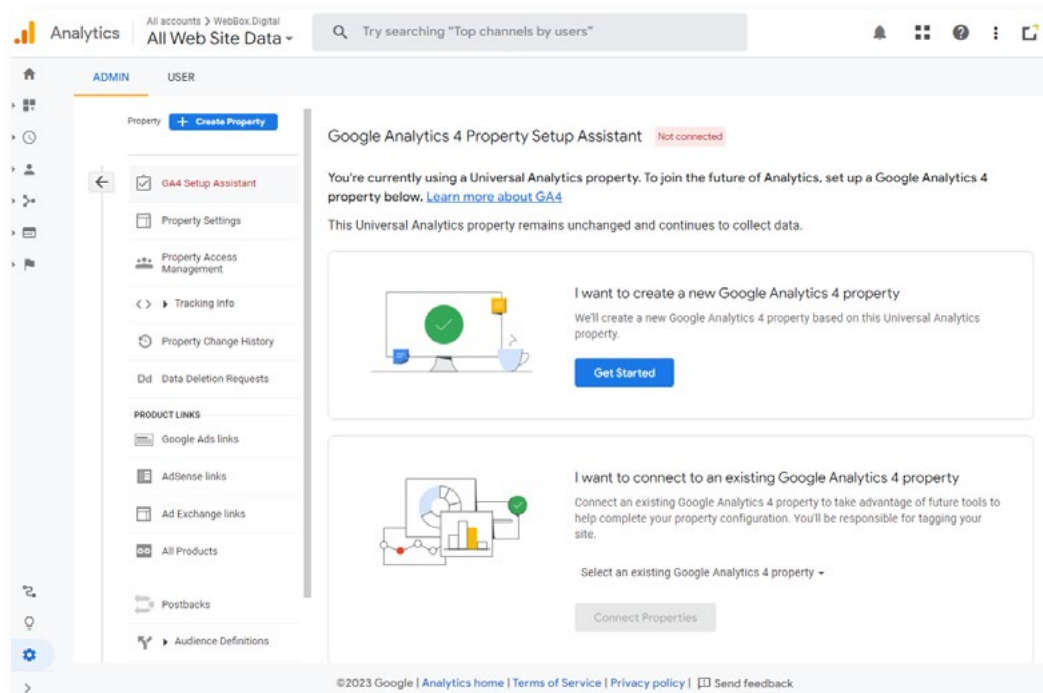 Analytics
All accounts > WebBox.Digital
All Web Site Data
Try searching "Top channels by users"
ADMIN
USER
Property
+ Create Property
GA4 Setup Assistant
Property Settings
Property Access
Management
Tracking Info
Property Change History
Dd Data Deletion Requests
PRODUCT LINKS
Google Ads links
AdSense links
Ad Exchange links
All Products
Postbacks
Audience Definitions
Google Analytics 4 Property Setup Assistant
Not connected
You're currently using a Universal Analytics property. To join the future of Analytics, set up a Google Analytics 4
property below. Learn more about GA4
This Universal Analytics property remains unchanged and continues to collect data.
I want to create a new Google Analytics 4 property
We'll create a new Google Analytics 4 property based on this Universal Analytics
property.
Get Started
I want to connect to an existing Google Analytics 4 property
Connect an existing Google Analytics 4 property to take advantage of future tools to
help complete your property configuration. You'll be responsible for tagging your
site.
Select an existing Google Analytics 4 property
Connect Properties
©2023 Google | Analytics home | Terms of Service | Privacy policy | Send feedback